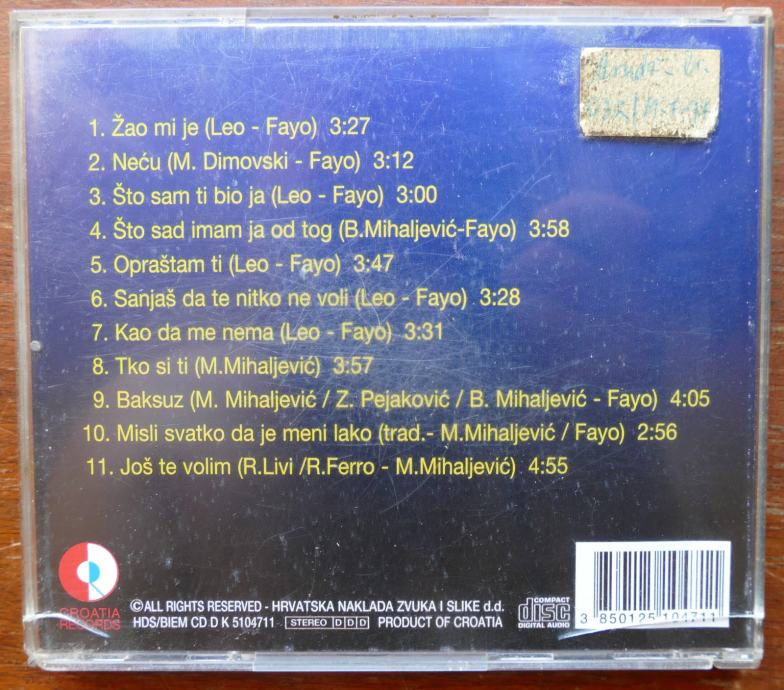 1. Žao mi je (Leo - Fayo) 3:27
2. Neću (M. Dimovski - Fayo) 3:12
3. Što sam ti bio ja (Leo - Fayo) 3:00
4. Što sad imam ja od tog (B.Mihaljević-Fayo) 3:58
5. Opraštam ti (Leo - Fayo) 3:47
6. Sanjaš da te nitko ne voli (Leo - Fayo) 3:28
7. Kao da me nema (Leo - Fayo) 3:31
8. Tko si ti (M.Mihaljević) 3:57
9. Baksuz (M. Mihaljević / Z. Pejaković / B. Mihaljević - Fayo) 4:05
10. Misli svatko da je meni lako (trad.- M.Mihaljević / Fayo) 2:56
11. Još te volim (R.Livi /R.Ferro - M.Mihaljević) 4:55
CROATIA
RECORDS
©ALL RIGHTS RESERVED - HRVATSKA NAKLADA ZVUKA I SLIKE d.d.
HDS/BIEM CD D K 5104711 STEREO D D D PRODUCT OF CROATIA
COMPACT
disc
DIGITAL AUDIO
3 850125 104711